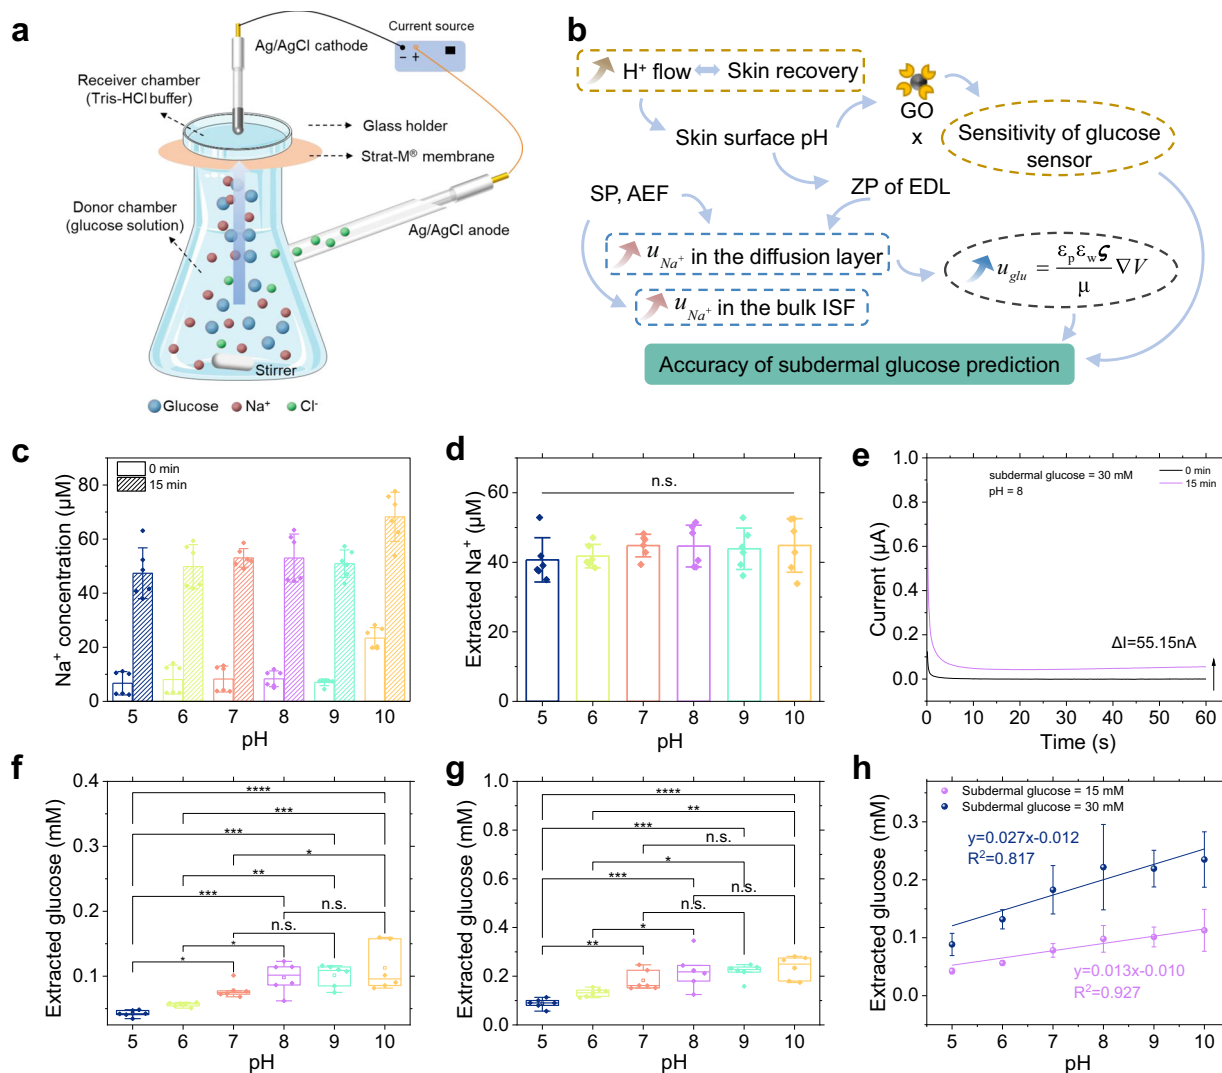 a
Current source
Ag/AgCl cathode
− +
Receiver chamber
(Tris-HCl buffer)
Glass holder
Strat-M® membrane
Donor chamber
(glucose solution)
Ag/AgCl anode
Stirrer
Glucose Na⁺ Cl⁻
b
H⁺ flow Skin recovery
GO
x
Skin surface pH
Sensitivity of glucose
sensor
SP, AEF
ZP of EDL
u_{Na⁺} in the diffusion layer
u_{glu} = \frac{ε_p ε_w ζ}{μ} ∇V
u_{Na⁺} in the bulk ISF
Accuracy of subdermal glucose prediction
c
0 min
15 min
Na⁺ concentration (μM)
80
60
40
20
0
5 6 7 8 9 10
pH
d
n.s.
Extracted Na⁺ (μM)
60
40
20
0
5 6 7 8 9 10
pH
e
subdermal glucose = 30 mM
pH = 8
0 min
15 min
ΔI=55.15nA
Current (μA)
1.0
0.8
0.6
0.4
0.2
0.0
0 20 30 40 50 60
Time (s)
f
Extracted glucose (mM)
0.4
0.3
0.2
0.1
****
***
***
*
**
***
n.s.
n.s.
*
*
5 6 7 8 9 10
pH
g
Extracted glucose (mM)
1.0
0.8
0.6
0.4
0.2
0.0
****
**
***
n.s.
*
***
n.s.
n.s.
*
**
5 6 7 8 9 10
pH
h
Subdermal glucose = 15 mM
Subdermal glucose = 30 mM
y=0.027x-0.012
R²=0.817
y=0.013x-0.010
R²=0.927
Extracted glucose (mM)
0.3
0.2
0.1
0.0
5 6 7 8 9 10
pH